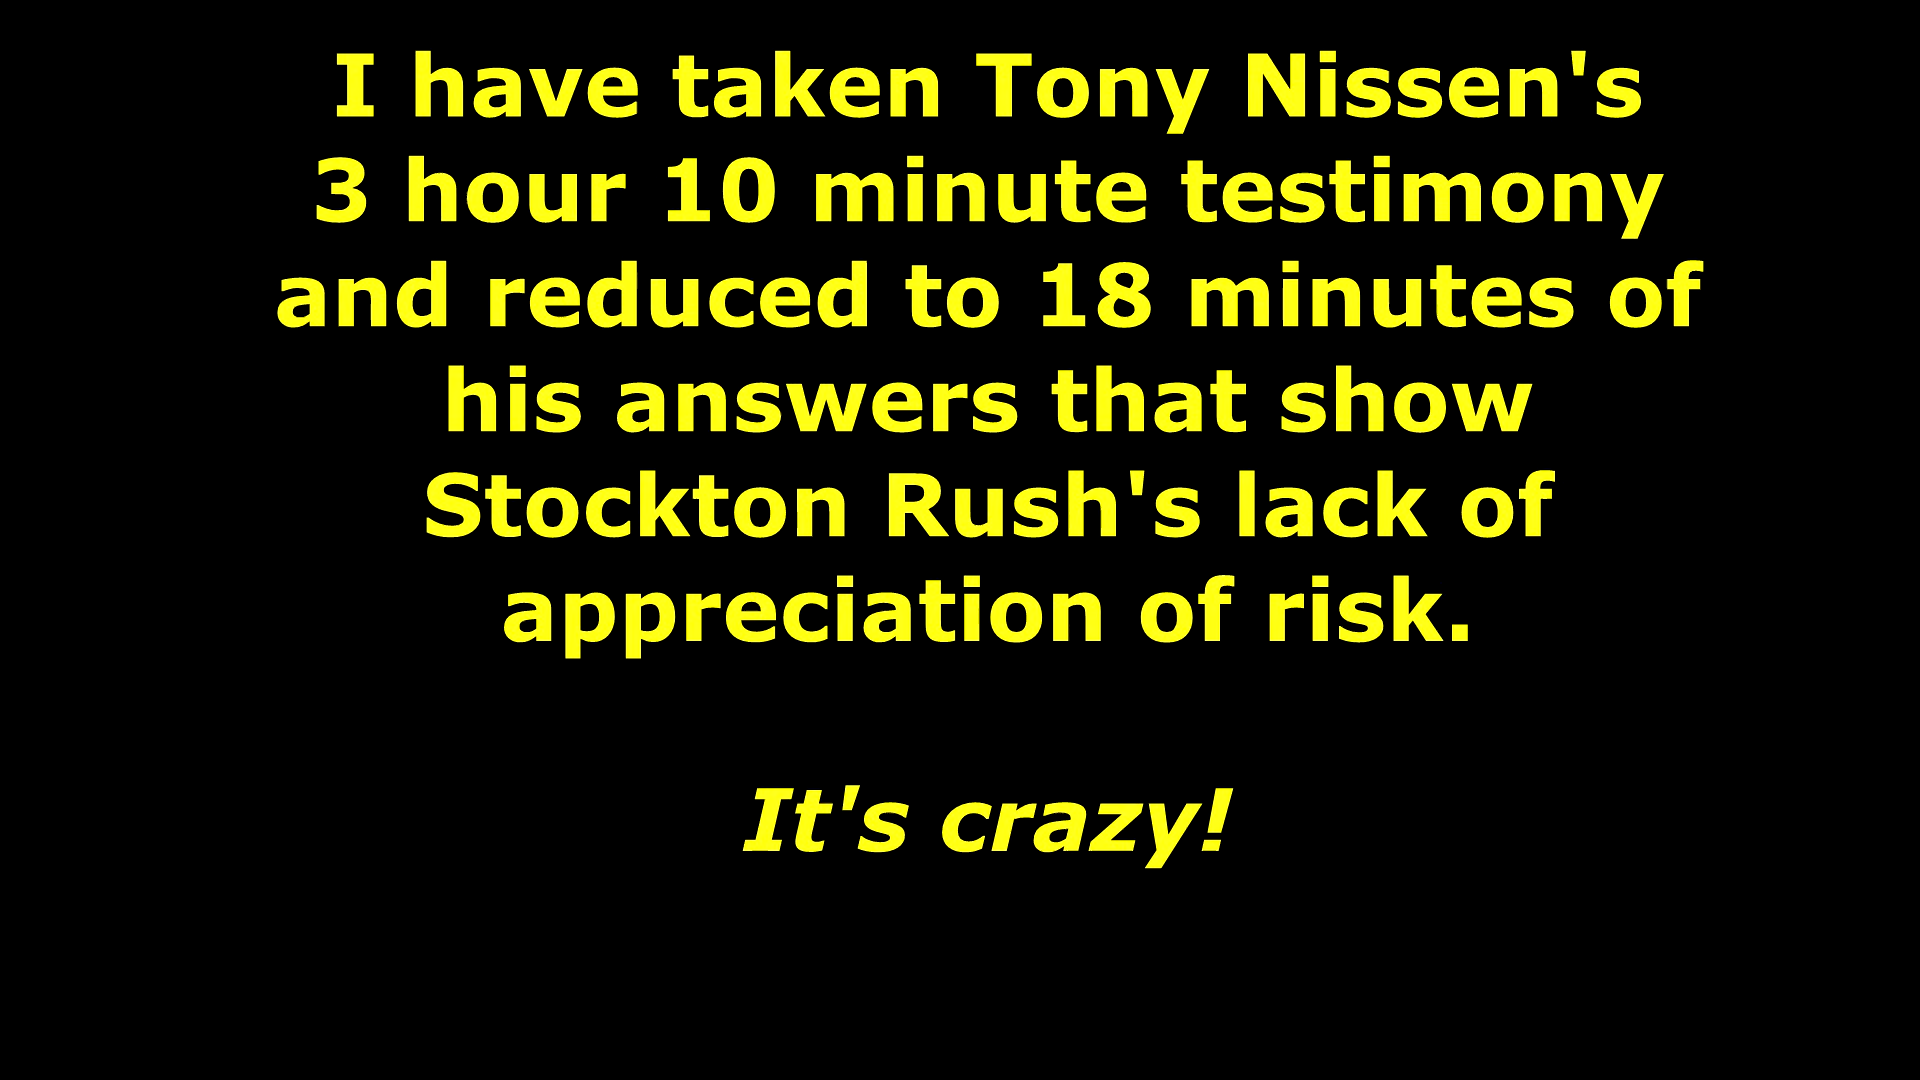 I have taken Tony Nissen's
3 hour 10 minute testimony
and reduced to 18 minutes of
his answers that show
Stockton Rush's lack of
appreciation of risk.
It's crazy!